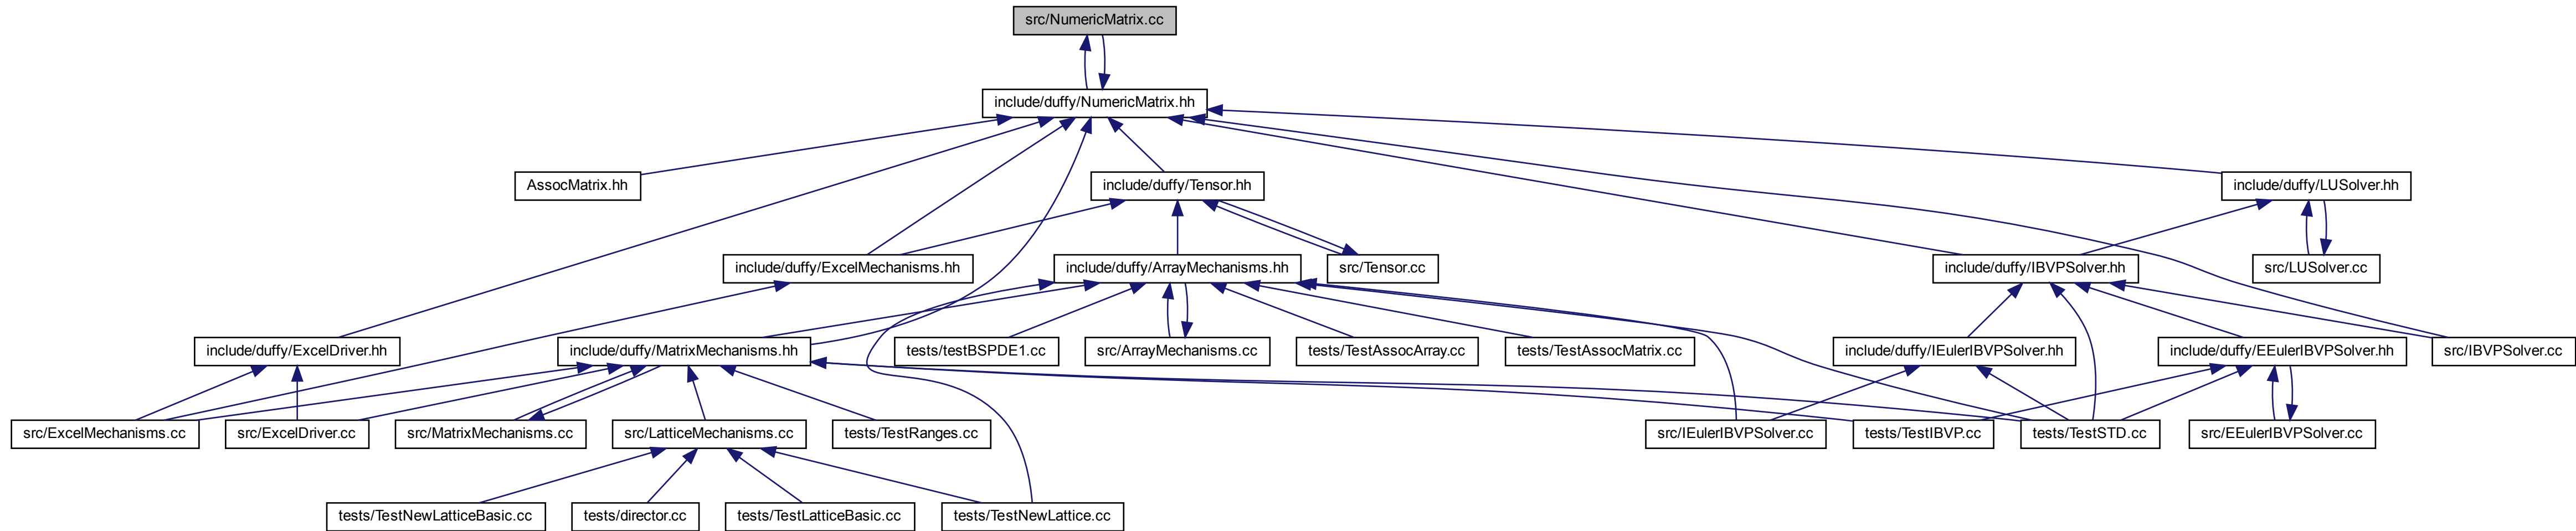 src/NumericMatrix.cc
include/duffy/NumericMatrix.hh
AssocMatrix.hh
include/duffy/Tensor.hh
include/duffy/LUSolver.hh
include/duffy/ExcelMechanisms.hh
include/duffy/ArrayMechanisms.hh
src/Tensor.cc
include/duffy/IBVPSolver.hh
src/LUSolver.cc
include/duffy/ExcelDriver.hh
include/duffy/MatrixMechanisms.hh
tests/testBSPDE1.cc
src/ArrayMechanisms.cc
tests/TestAssocArray.cc
tests/TestAssocMatrix.cc
include/duffy/IEulerIBVPSolver.hh
include/duffy/EEulerIBVPSolver.hh
src/IBVPSolver.cc
src/ExcelMechanisms.cc
src/ExcelDriver.cc
src/MatrixMechanisms.cc
src/LatticeMechanisms.cc
tests/TestRanges.cc
src/IEulerIBVPSolver.cc
tests/TestIBVP.cc
tests/TestSTD.cc
src/EEulerIBVPSolver.cc
tests/TestNewLatticeBasic.cc
tests/director.cc
tests/TestLatticeBasic.cc
tests/TestNewLattice.cc